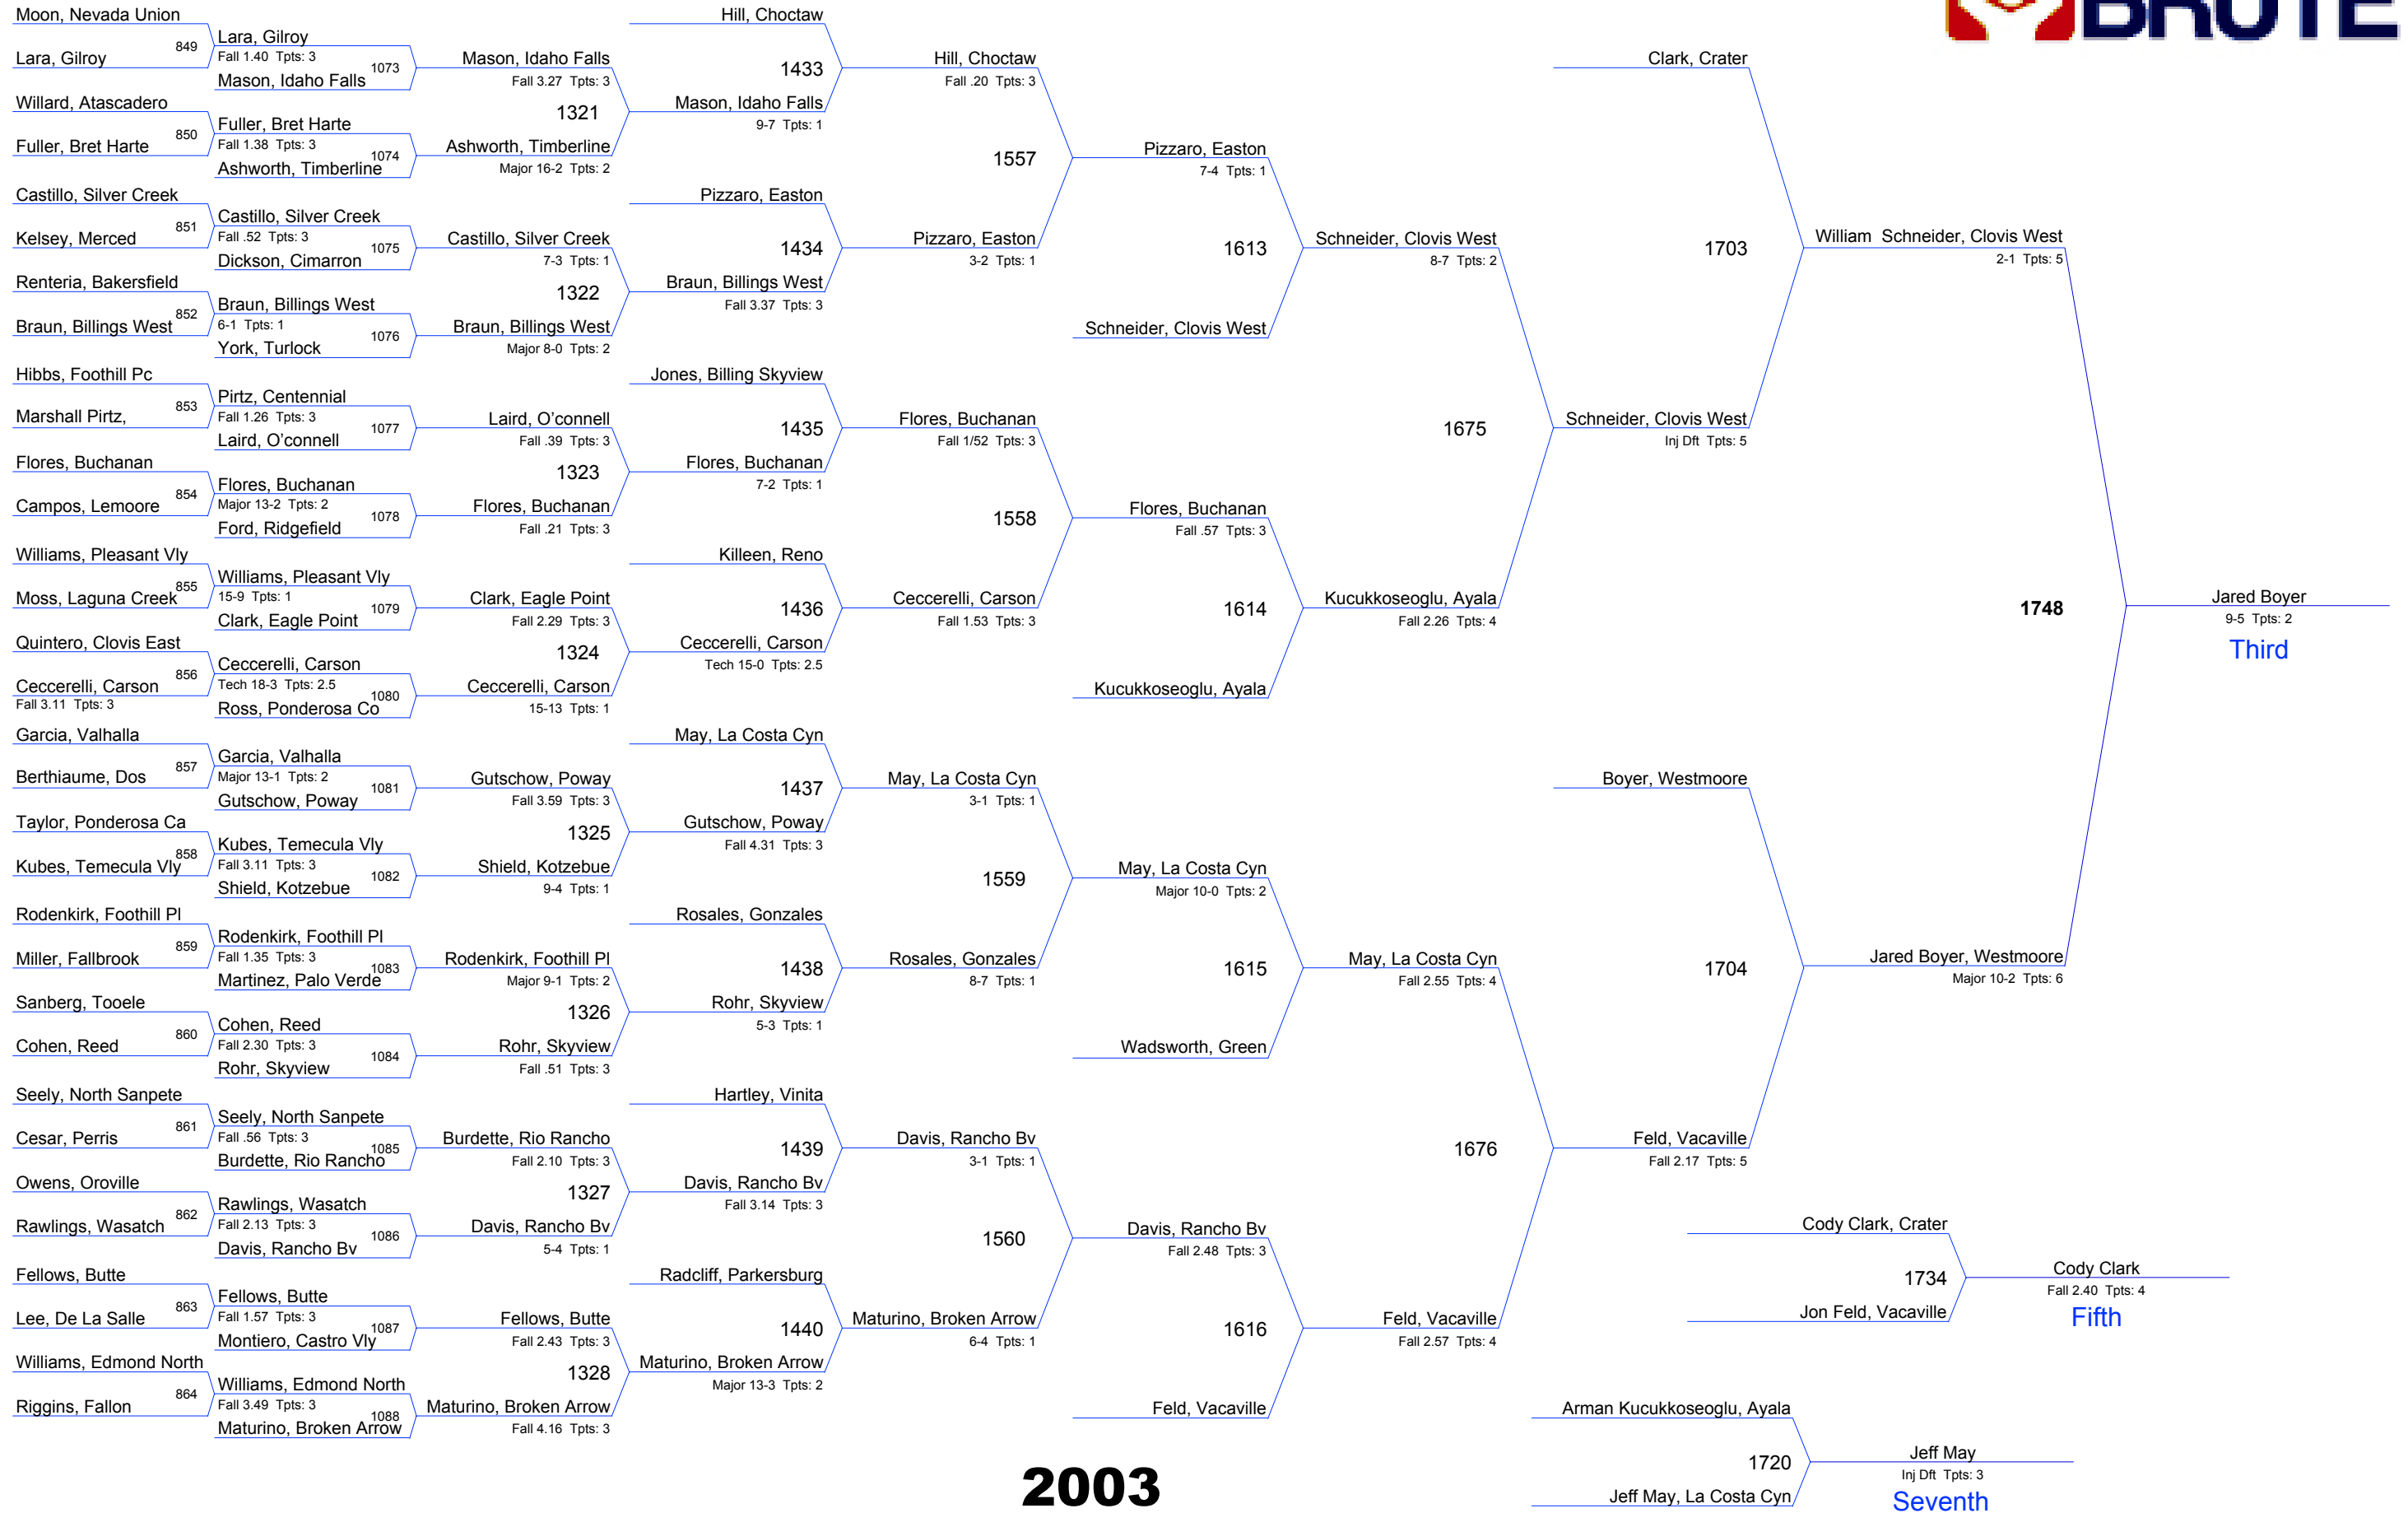 BRUTE
Moon, Nevada Union
849
Lara, Gilroy
Willard, Atascadero
850
Fuller, Bret Harte
Castillo, Silver Creek
851
Kelsey, Merced
Renteria, Bakersfield
852
Braun, Billings West
Hibbs, Foothill Pc
853
Marshall Pirtz,
Flores, Buchanan
854
Campos, Lemoore
Williams, Pleasant Vly
855
Moss, Laguna Creek
Quintero, Clovis East
856
Ceccerelli, Carson
Fall 3.11 Tpts: 3
Garcia, Valhalla
857
Berthiaume, Dos
Taylor, Ponderosa Ca
858
Kubes, Temecula Vly
Rodenkirk, Foothill Pl
859
Miller, Fallbrook
Sanberg, Tooele
860
Cohen, Reed
Seely, North Sanpete
861
Cesar, Perris
Owens, Oroville
862
Rawlings, Wasatch
Fellows, Butte
863
Lee, De La Salle
Williams, Edmond North
864
Riggins, Fallon
Lara, Gilroy
Fall 1.40 Tpts: 3
1073
Mason, Idaho Falls
Fuller, Bret Harte
Fall 1.38 Tpts: 3
1074
Ashworth, Timberline
Castillo, Silver Creek
Fall .52 Tpts: 3
1075
Dickson, Cimarron
Braun, Billings West
6-1 Tpts: 1
1076
York, Turlock
Pirtz, Centennial
Fall 1.26 Tpts: 3
1077
Laird, O'connell
Flores, Buchanan
Major 13-2 Tpts: 2
1078
Ford, Ridgefield
Williams, Pleasant Vly
15-9 Tpts: 1
1079
Clark, Eagle Point
Ceccerelli, Carson
Tech 18-3 Tpts: 2.5
1080
Ross, Ponderosa Co
Garcia, Valhalla
Major 13-1 Tpts: 2
1081
Gutschow, Poway
Kubes, Temecula Vly
Fall 3.11 Tpts: 3
1082
Shield, Kotzebue
Rodenkirk, Foothill Pl
Fall 1.35 Tpts: 3
1083
Martinez, Palo Verde
Cohen, Reed
Fall 2.30 Tpts: 3
1084
Rohr, Skyview
Seely, North Sanpete
Fall .56 Tpts: 3
1085
Burdette, Rio Rancho
Rawlings, Wasatch
Fall 2.13 Tpts: 3
1086
Davis, Rancho Bv
Fellows, Butte
Fall 1.57 Tpts: 3
1087
Montiero, Castro Vly
Williams, Edmond North
Fall 3.49 Tpts: 3
1088
Maturino, Broken Arrow
Mason, Idaho Falls
Fall 3.27 Tpts: 3
1321
Ashworth, Timberline
Major 16-2 Tpts: 2
Castillo, Silver Creek
7-3 Tpts: 1
1322
Braun, Billings West
Major 8-0 Tpts: 2
Laird, O'connell
Fall .39 Tpts: 3
1323
Flores, Buchanan
Fall .21 Tpts: 3
Clark, Eagle Point
Fall 2.29 Tpts: 3
1324
Ceccerelli, Carson
15-13 Tpts: 1
Gutschow, Poway
Fall 3.59 Tpts: 3
1325
Shield, Kotzebue
9-4 Tpts: 1
Rodenkirk, Foothill Pl
Major 9-1 Tpts: 2
1326
Rohr, Skyview
Fall .51 Tpts: 3
Burdette, Rio Rancho
Fall 2.10 Tpts: 3
1327
Davis, Rancho Bv
5-4 Tpts: 1
Fellows, Butte
Fall 2.43 Tpts: 3
1328
Maturino, Broken Arrow
Fall 4.16 Tpts: 3
Hill, Choctaw
1433
Mason, Idaho Falls
9-7 Tpts: 1
Pizzaro, Easton
1434
Braun, Billings West
Fall 3.37 Tpts: 3
Jones, Billing Skyview
1435
Flores, Buchanan
7-2 Tpts: 1
Killeen, Reno
1436
Ceccerelli, Carson
Tech 15-0 Tpts: 2.5
May, La Costa Cyn
1437
Gutschow, Poway
Fall 4.31 Tpts: 3
Rosales, Gonzales
1438
Rohr, Skyview
5-3 Tpts: 1
Hartley, Vinita
1439
Davis, Rancho Bv
Fall 3.14 Tpts: 3
Radcliff, Parkersburg
1440
Maturino, Broken Arrow
Major 13-3 Tpts: 2
Hill, Choctaw
Fall .20 Tpts: 3
1557
Pizzaro, Easton
3-2 Tpts: 1
Flores, Buchanan
Fall 1/52 Tpts: 3
1558
Ceccerelli, Carson
Fall 1.53 Tpts: 3
May, La Costa Cyn
3-1 Tpts: 1
1559
Rosales, Gonzales
8-7 Tpts: 1
Davis, Rancho Bv
3-1 Tpts: 1
1560
Maturino, Broken Arrow
6-4 Tpts: 1
Pizzaro, Easton
7-4 Tpts: 1
1613
Schneider, Clovis West
Flores, Buchanan
Fall .57 Tpts: 3
1614
Kucukkoseoglu, Ayala
May, La Costa Cyn
Major 10-0 Tpts: 2
1615
Wadsworth, Green
Davis, Rancho Bv
Fall 2.48 Tpts: 3
1616
Feld, Vacaville
Schneider, Clovis West
8-7 Tpts: 2
1675
Kucukkoseoglu, Ayala
Fall 2.26 Tpts: 4
May, La Costa Cyn
Fall 2.55 Tpts: 4
1676
Feld, Vacaville
Fall 2.57 Tpts: 4
Clark, Crater
1703
Schneider, Clovis West
Inj Dft Tpts: 5
Boyer, Westmoore
1704
Feld, Vacaville
Fall 2.17 Tpts: 5
William Schneider, Clovis West
2-1 Tpts: 5
1748
Jared Boyer, Westmoore
Major 10-2 Tpts: 6
Jared Boyer
9-5 Tpts: 2
Third
Cody Clark, Crater
1734
Jon Feld, Vacaville
Cody Clark
Fall 2.40 Tpts: 4
Fifth
Arman Kucukkoseoglu, Ayala
1720
Jeff May, La Costa Cyn
Jeff May
Inj Dft Tpts: 3
Seventh
2003